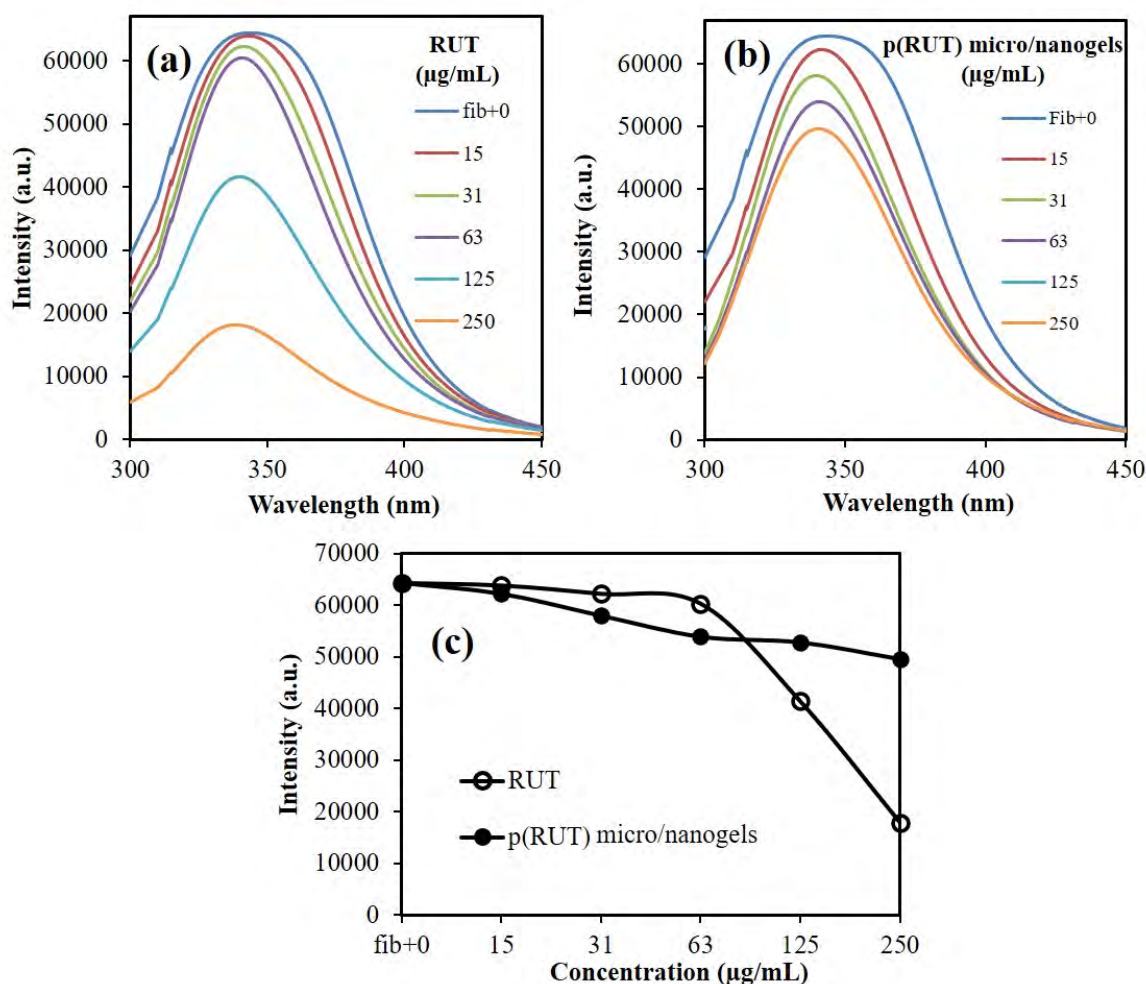 (a)
RUT
(µg/mL)
fib+0
15
31
63
125
250
60000
50000
40000
30000
20000
10000
0
Intensity (a.u.)
300
350
400
450
Wavelength (nm)
(b)
p(RUT) micro/nanogels
(µg/mL)
Fib+0
15
31
63
125
250
60000
50000
40000
30000
20000
10000
0
Intensity (a.u.)
300
350
400
450
Wavelength (nm)
70000
60000
50000
40000
30000
20000
10000
0
Intensity (a.u.)
(c)
RUT
p(RUT) micro/nanogels
fib+0
15
31
63
125
250
Concentration (µg/mL)